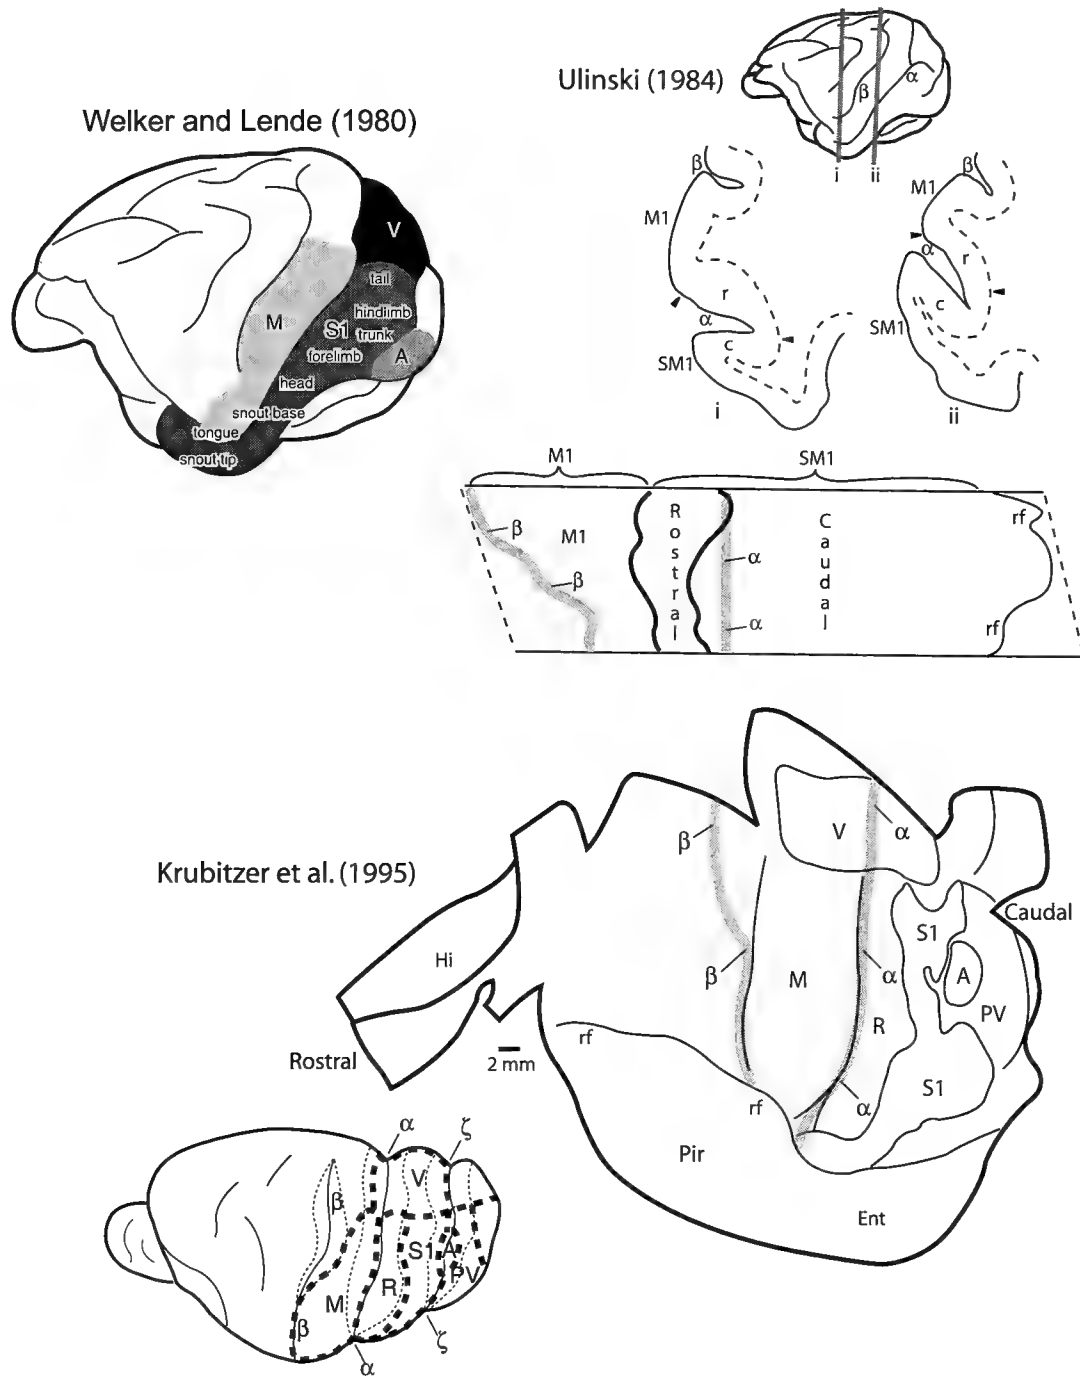 Welker and Lende (1980)
V
tail
hindlimb
M
S1
trunk
forelimb
A
head
snout base
tongue
snout tip
Ulinski (1984)
α
β
i
ii
β
M1
r
α
c
SM1
i
β
M1
α
r
c
SM1
ii
M1
SM1
β
M1
β
Rostral
α
α
Caudal
rf
rf
Krubitzer et al. (1995)
β
V
α
Caudal
S1
Hi
β
M
α
A
R
PV
rf
Rostral
2 mm
S1
rf
α
Pir
Ent
α
ζ
V
β
S1
A
R
PV
M
β
ζ
α